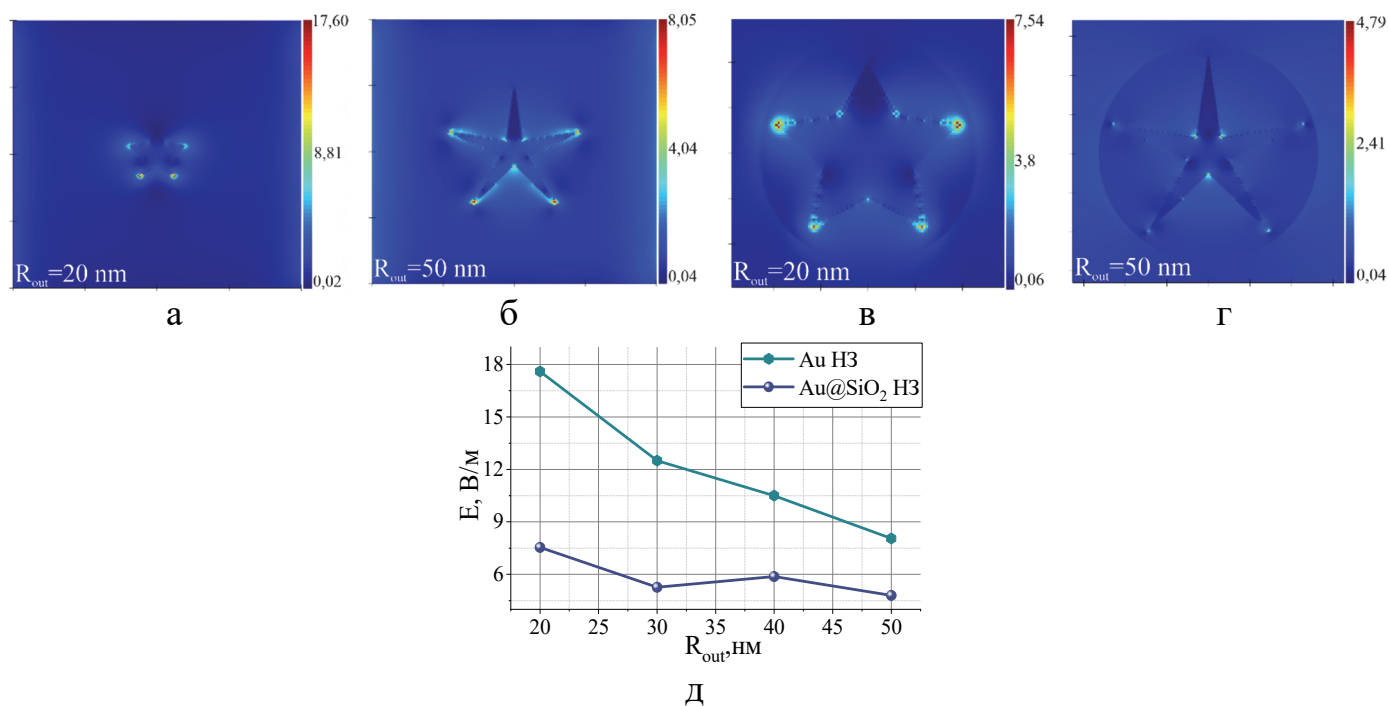 17,60
8,81
0,02
R_out=20 nm
а
8,05
4,04
0,04
R_out=50 nm
б
7,54
3,8
0,06
R_out=20 nm
в
4,79
2,41
0,04
R_out=50 nm
г
Au НЗ
Au@SiO₂ НЗ
E, В/м
18
15
12
9
6
20 25 30 35 40 45 50
R_out,нм
д